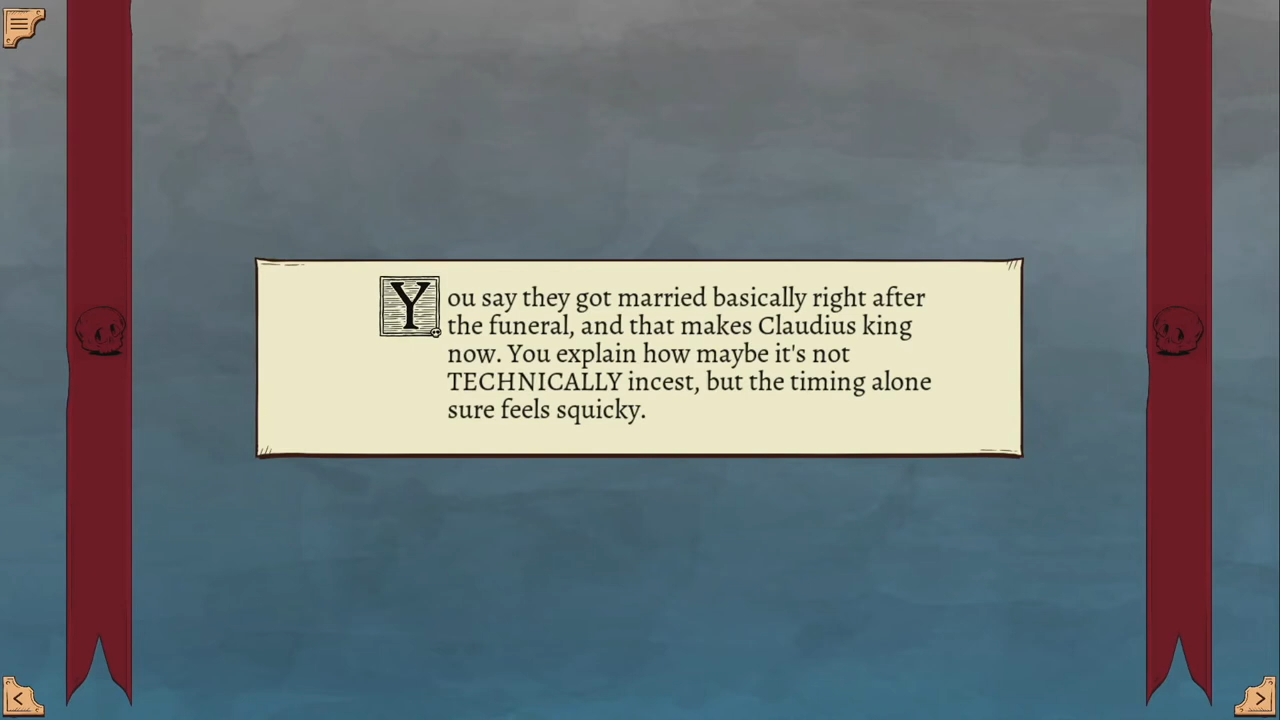 You say they got married basically right after
the funeral, and that makes Claudius king
now. You explain how maybe it's not
TECHNICALLY incest, but the timing alone
sure feels squicky.